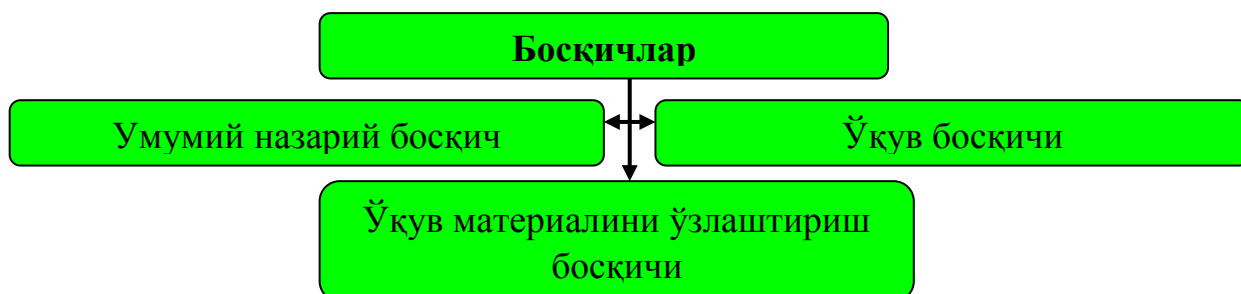 Босқичлар
Умумий назарий босқич
Ўқув босқичи
Ўқув материалини ўзлаштириш
босқичи